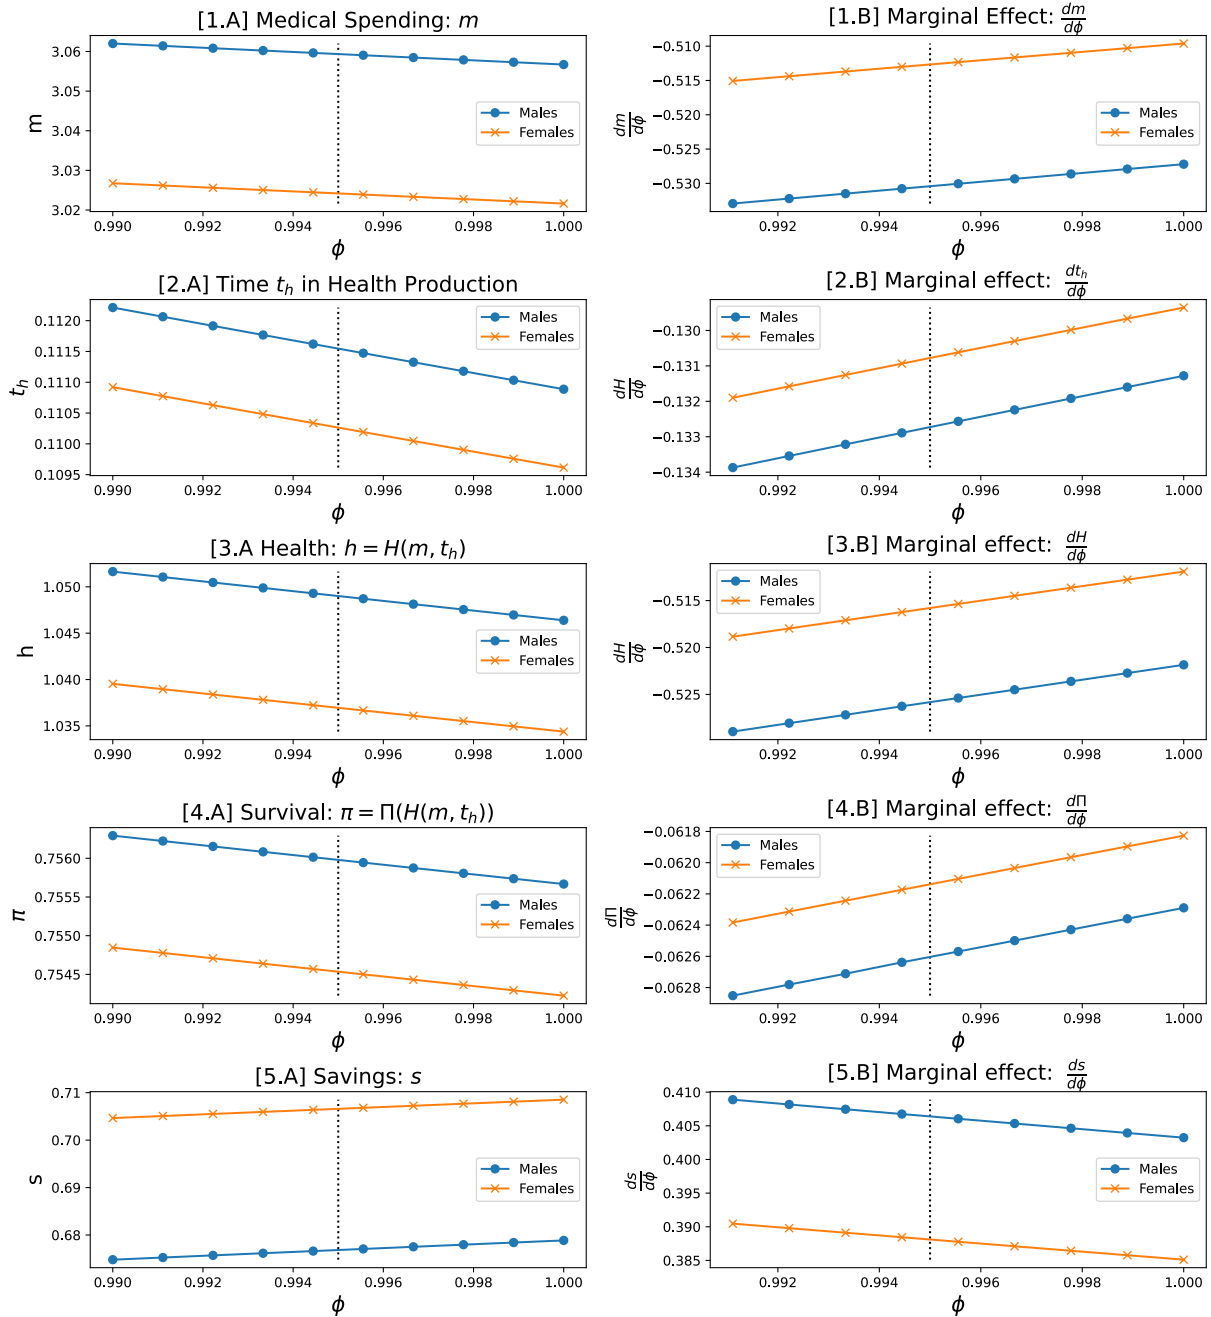 [1.A] Medical Spending: m
3.06
3.05
3.04
3.03
3.02
m
Males
Females
0.990 0.992 0.994 0.996 0.998 1.000
ϕ
[1.B] Marginal Effect: dm/dϕ
−0.510
−0.515
−0.520
−0.525
−0.530
dm/dϕ
Males
Females
0.992 0.994 0.996 0.998 1.000
ϕ
[2.A] Time t_h in Health Production
0.1120
0.1115
0.1110
0.1105
0.1100
0.1095
t_h
Males
Females
0.990 0.992 0.994 0.996 0.998 1.000
ϕ
[2.B] Marginal effect: dt_h/dϕ
−0.130
−0.131
−0.132
−0.133
−0.134
dH/dϕ
Males
Females
0.992 0.994 0.996 0.998 1.000
ϕ
[3.A Health: h = H(m, t_h)
1.050
1.045
1.040
1.035
h
Males
Females
0.990 0.992 0.994 0.996 0.998 1.000
ϕ
[3.B] Marginal effect: dH/dϕ
−0.515
−0.520
−0.525
dH/dϕ
Males
Females
0.992 0.994 0.996 0.998 1.000
ϕ
[4.A] Survival: π = Π(H(m, t_h))
0.7560
0.7555
0.7550
0.7545
π
Males
Females
0.990 0.992 0.994 0.996 0.998 1.000
ϕ
[4.B] Marginal effect: dΠ/dϕ
−0.0618
−0.0620
−0.0622
−0.0624
−0.0626
−0.0628
dΠ/dϕ
Males
Females
0.992 0.994 0.996 0.998 1.000
ϕ
[5.A] Savings: s
0.71
0.70
0.69
0.68
s
Males
Females
0.990 0.992 0.994 0.996 0.998 1.000
ϕ
[5.B] Marginal effect: ds/dϕ
0.410
0.405
0.400
0.395
0.390
0.385
ds/dϕ
Males
Females
0.992 0.994 0.996 0.998 1.000
ϕ